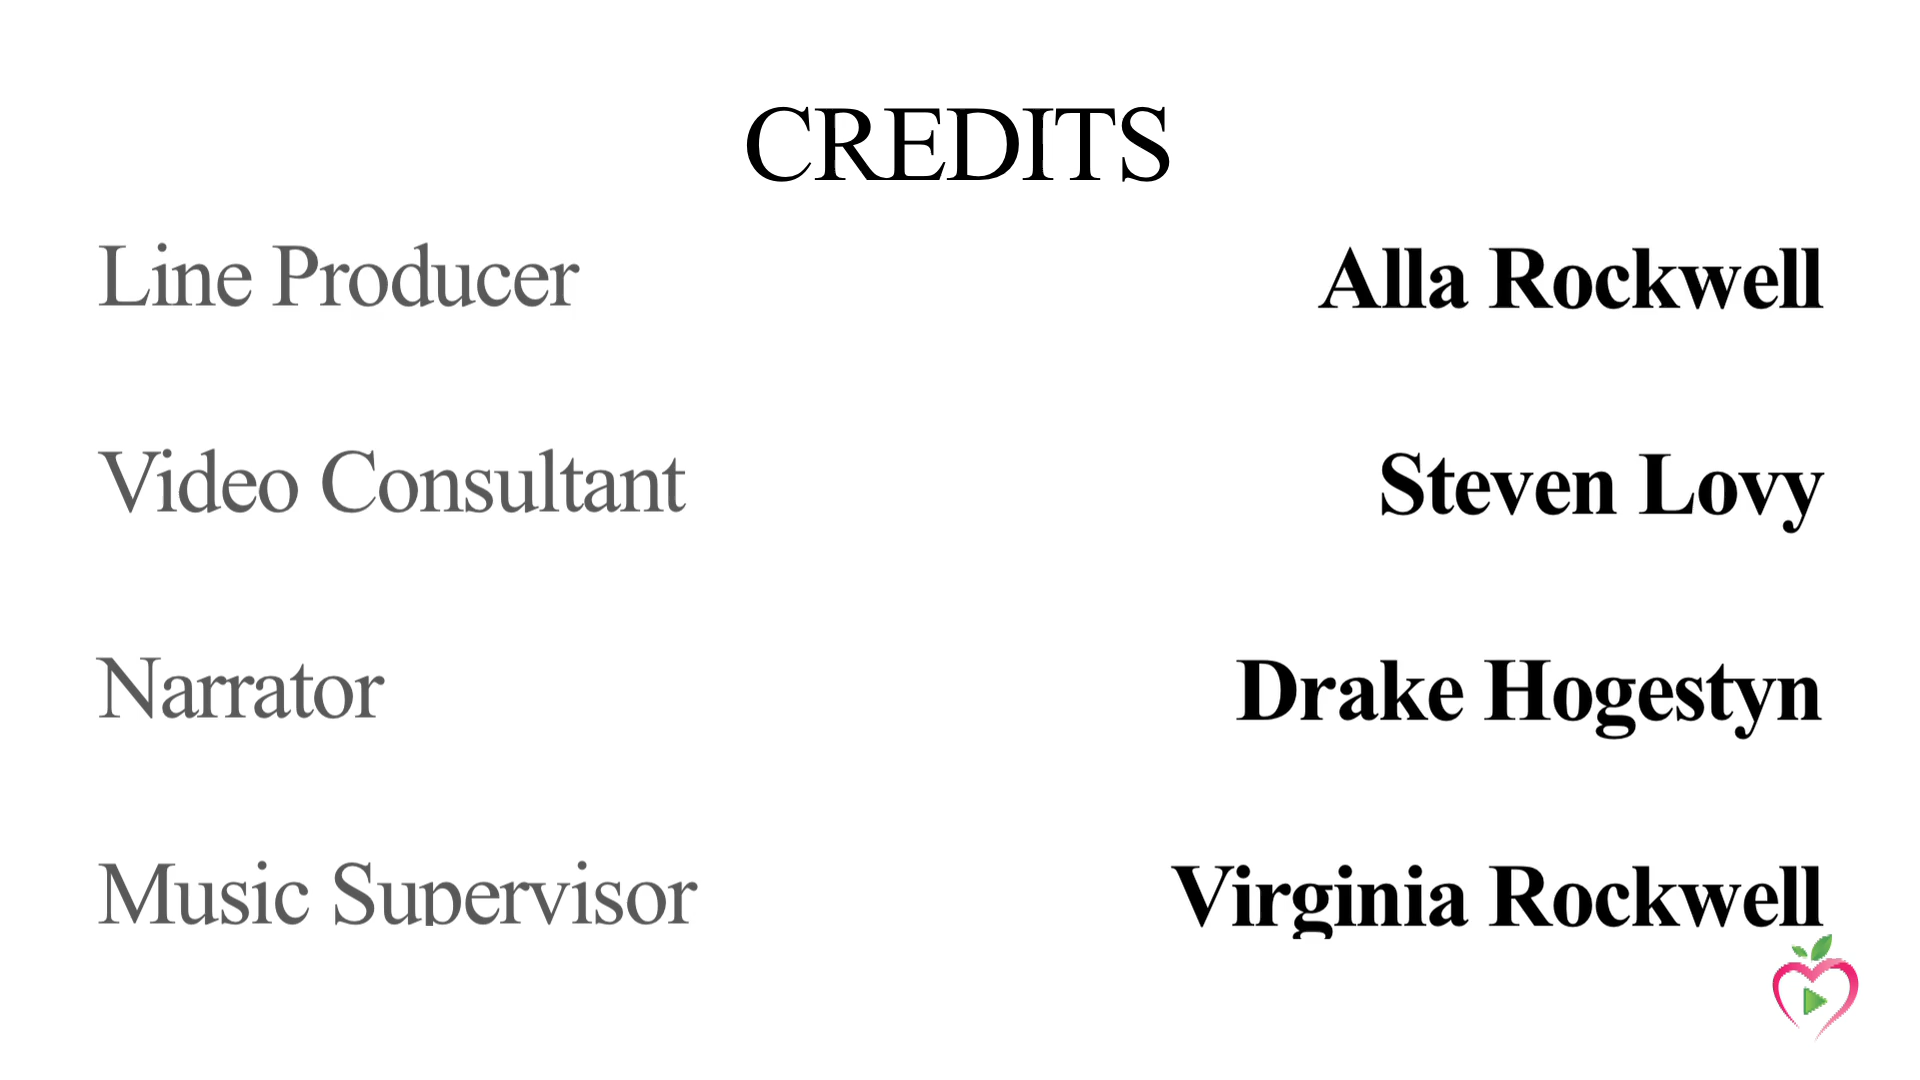 CREDITS
Line Producer Alla Rockwell
Video Consultant Steven Lovy
Narrator Drake Hogestyn
Music Supervisor Virginia Rockwell